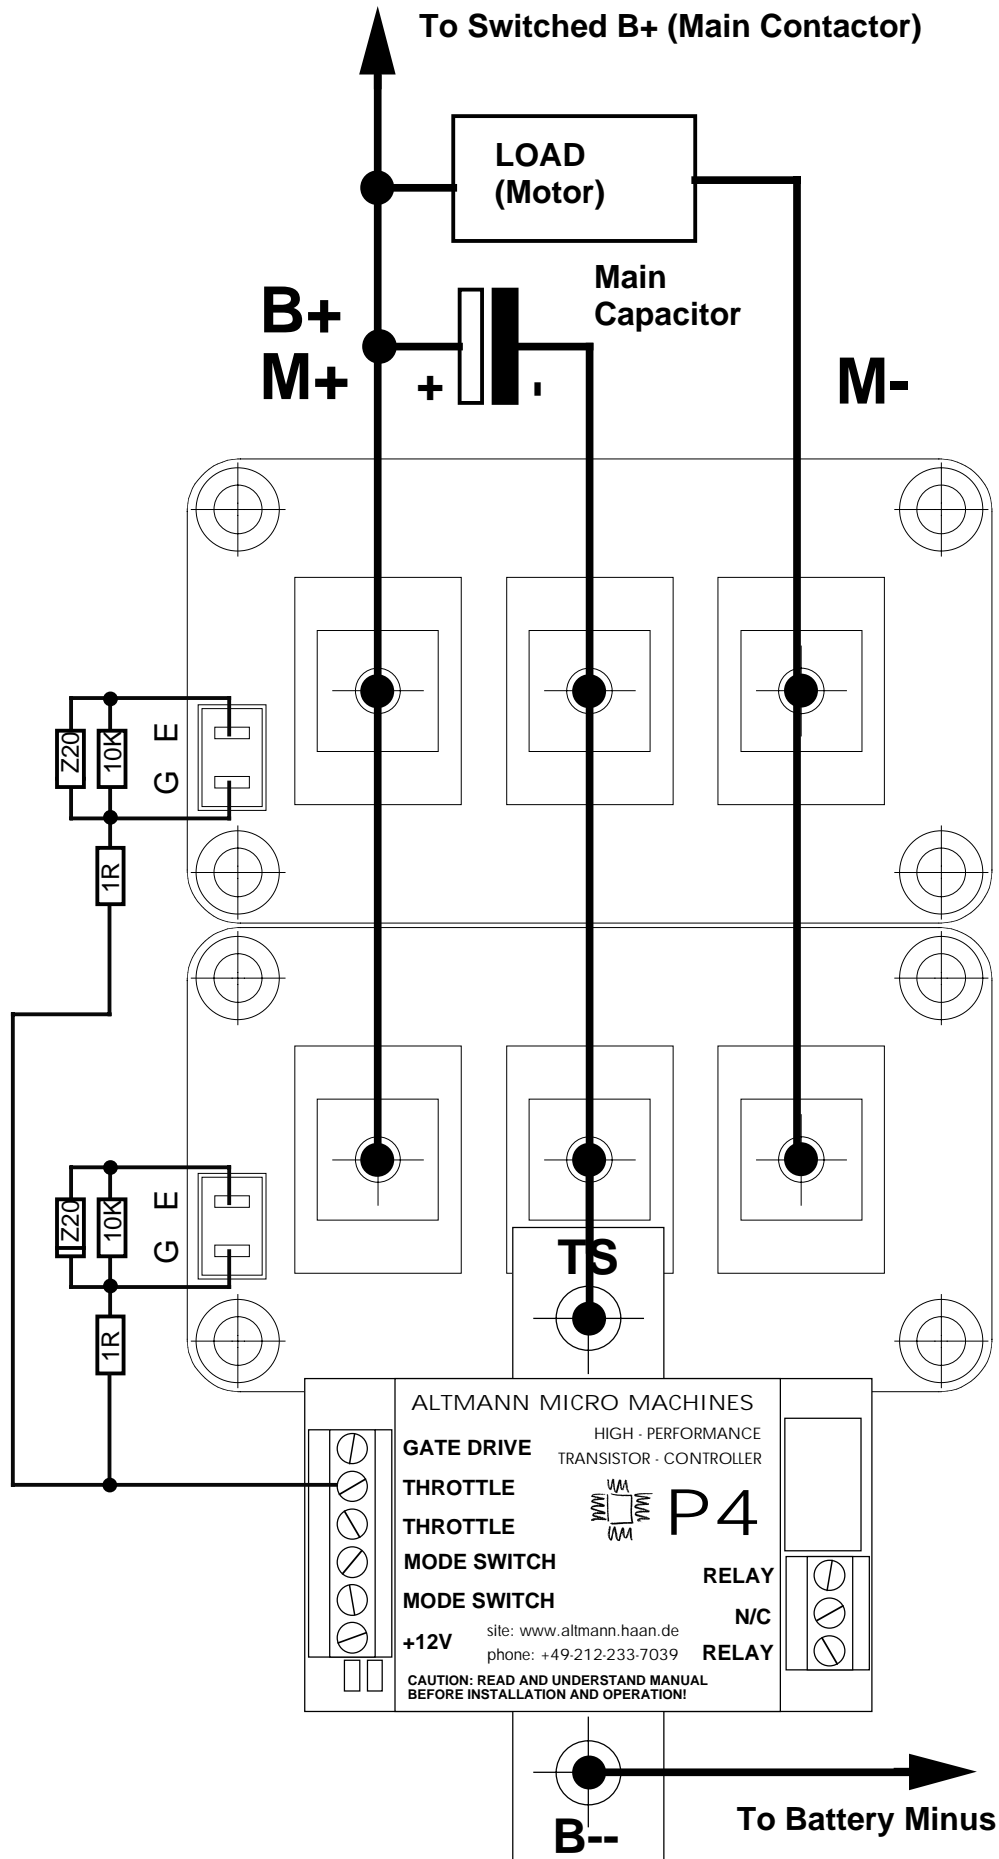 To Switched B+ (Main Contactor)
LOAD
(Motor)
Main
Capacitor
B+
M+
+
-
M-
Z20
10K
G E
1R
Z20
10K
G E
1R
TS
ALTMANN MICRO MACHINES
HIGH - PERFORMANCE
TRANSISTOR - CONTROLLER
P4
GATE DRIVE
THROTTLE
THROTTLE
MODE SWITCH
MODE SWITCH
+12V
RELAY
N/C
RELAY
site: www.altmann.haan.de
phone: +49-212-233-7039
CAUTION: READ AND UNDERSTAND MANUAL
BEFORE INSTALLATION AND OPERATION!
To Battery Minus
B--